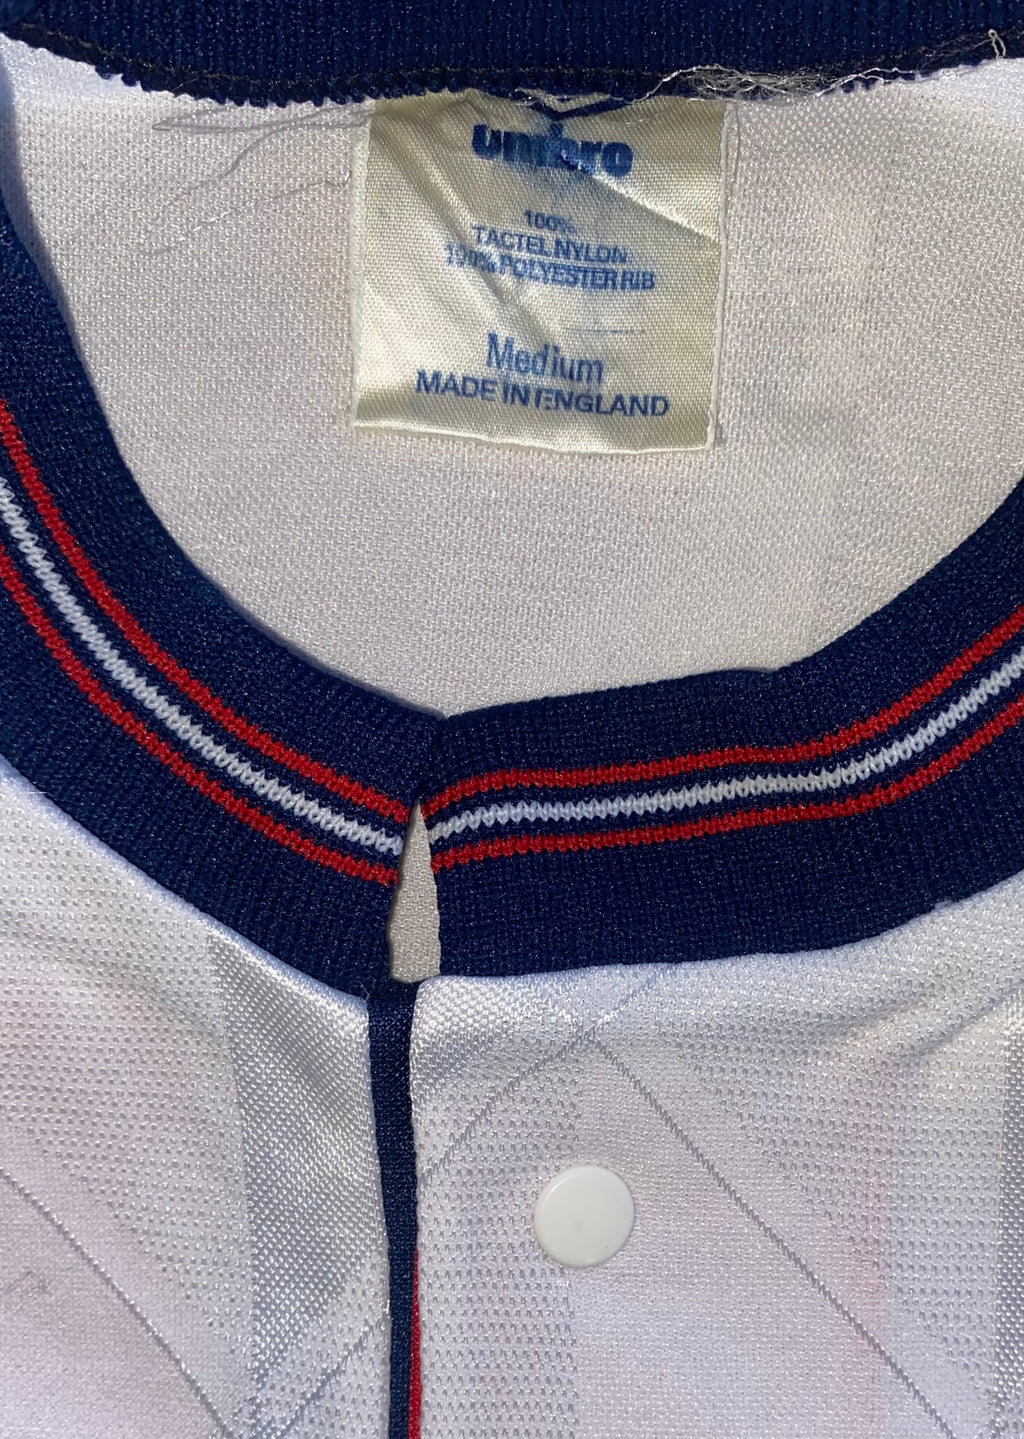 umbro
100%
TACTEL NYLON
100% POLYESTER RIB
Medium
MADE IN ENGLAND